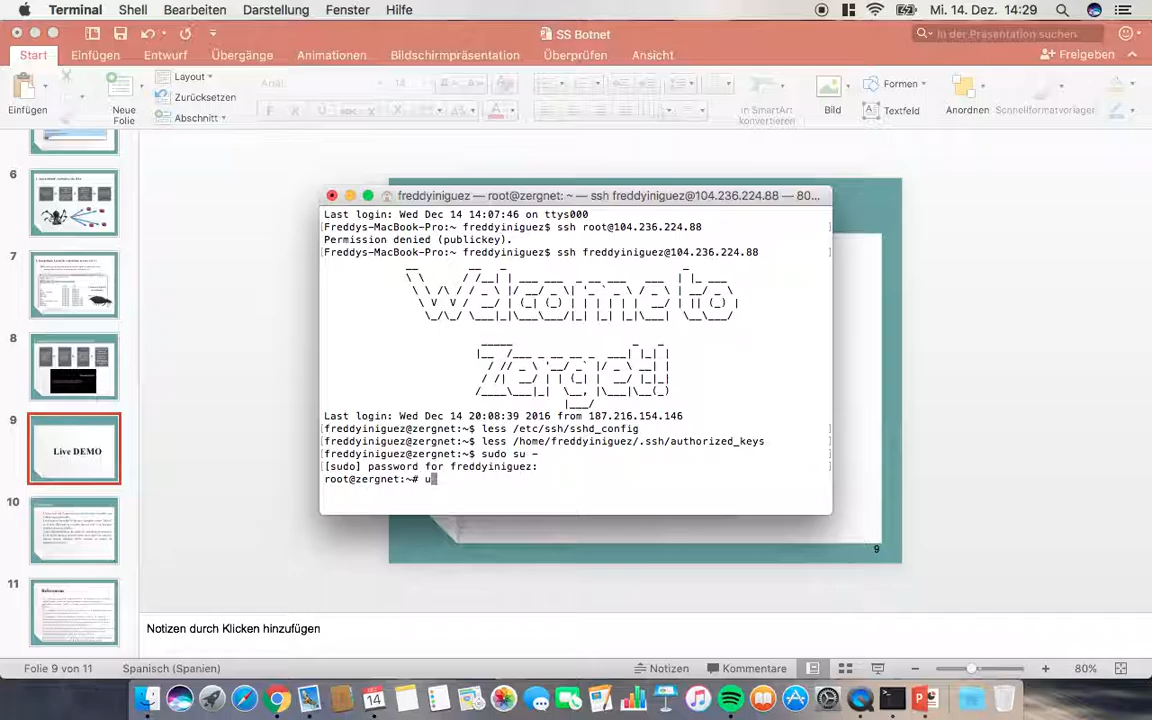 Terminal Shell Bearbeiten Darstellung Fenster Hilfe Mi. 14. Dez. 14:29
SS Botnet
In der Präsentation suchen
Start Einfügen Entwurf Übergänge Animationen Bildschirmpräsentation Überprüfen Ansicht Freigeben
Einfügen
Neue
Folie
Layout
Zurücksetzen
Abschnitt
In SmartArt
konvertieren
Bild
Formen
Textfeld
Anordnen
Schnellformatvorlagen
6
7
8
9
Live DEMO
10
11
freddyiniguez — root@zergnet: ~ — ssh freddyiniguez@104.236.224.88 — 80...
Last login: Wed Dec 14 14:07:46 on ttys000
[Freddys-MacBook-Pro:~ freddyiniguez$ ssh root@104.236.224.88 ]
Permission denied (publickey).
[Freddys-MacBook-Pro:~ freddyiniguez$ ssh freddyiniguez@104.236.224.88 ]
Welcome to
Zerget!
Last login: Wed Dec 14 20:08:39 2016 from 187.216.154.146
[freddyiniguez@zergnet:~$ less /etc/ssh/sshd_config ]
[freddyiniguez@zergnet:~$ less /home/freddyiniguez/.ssh/authorized_keys ]
[freddyiniguez@zergnet:~$ sudo su - ]
[[sudo] password for freddyiniguez: ]
root@zergnet:~# u
9
Notizen durch Klicken hinzufügen
Folie 9 von 11 Spanisch (Spanien) Notizen Kommentare 80%